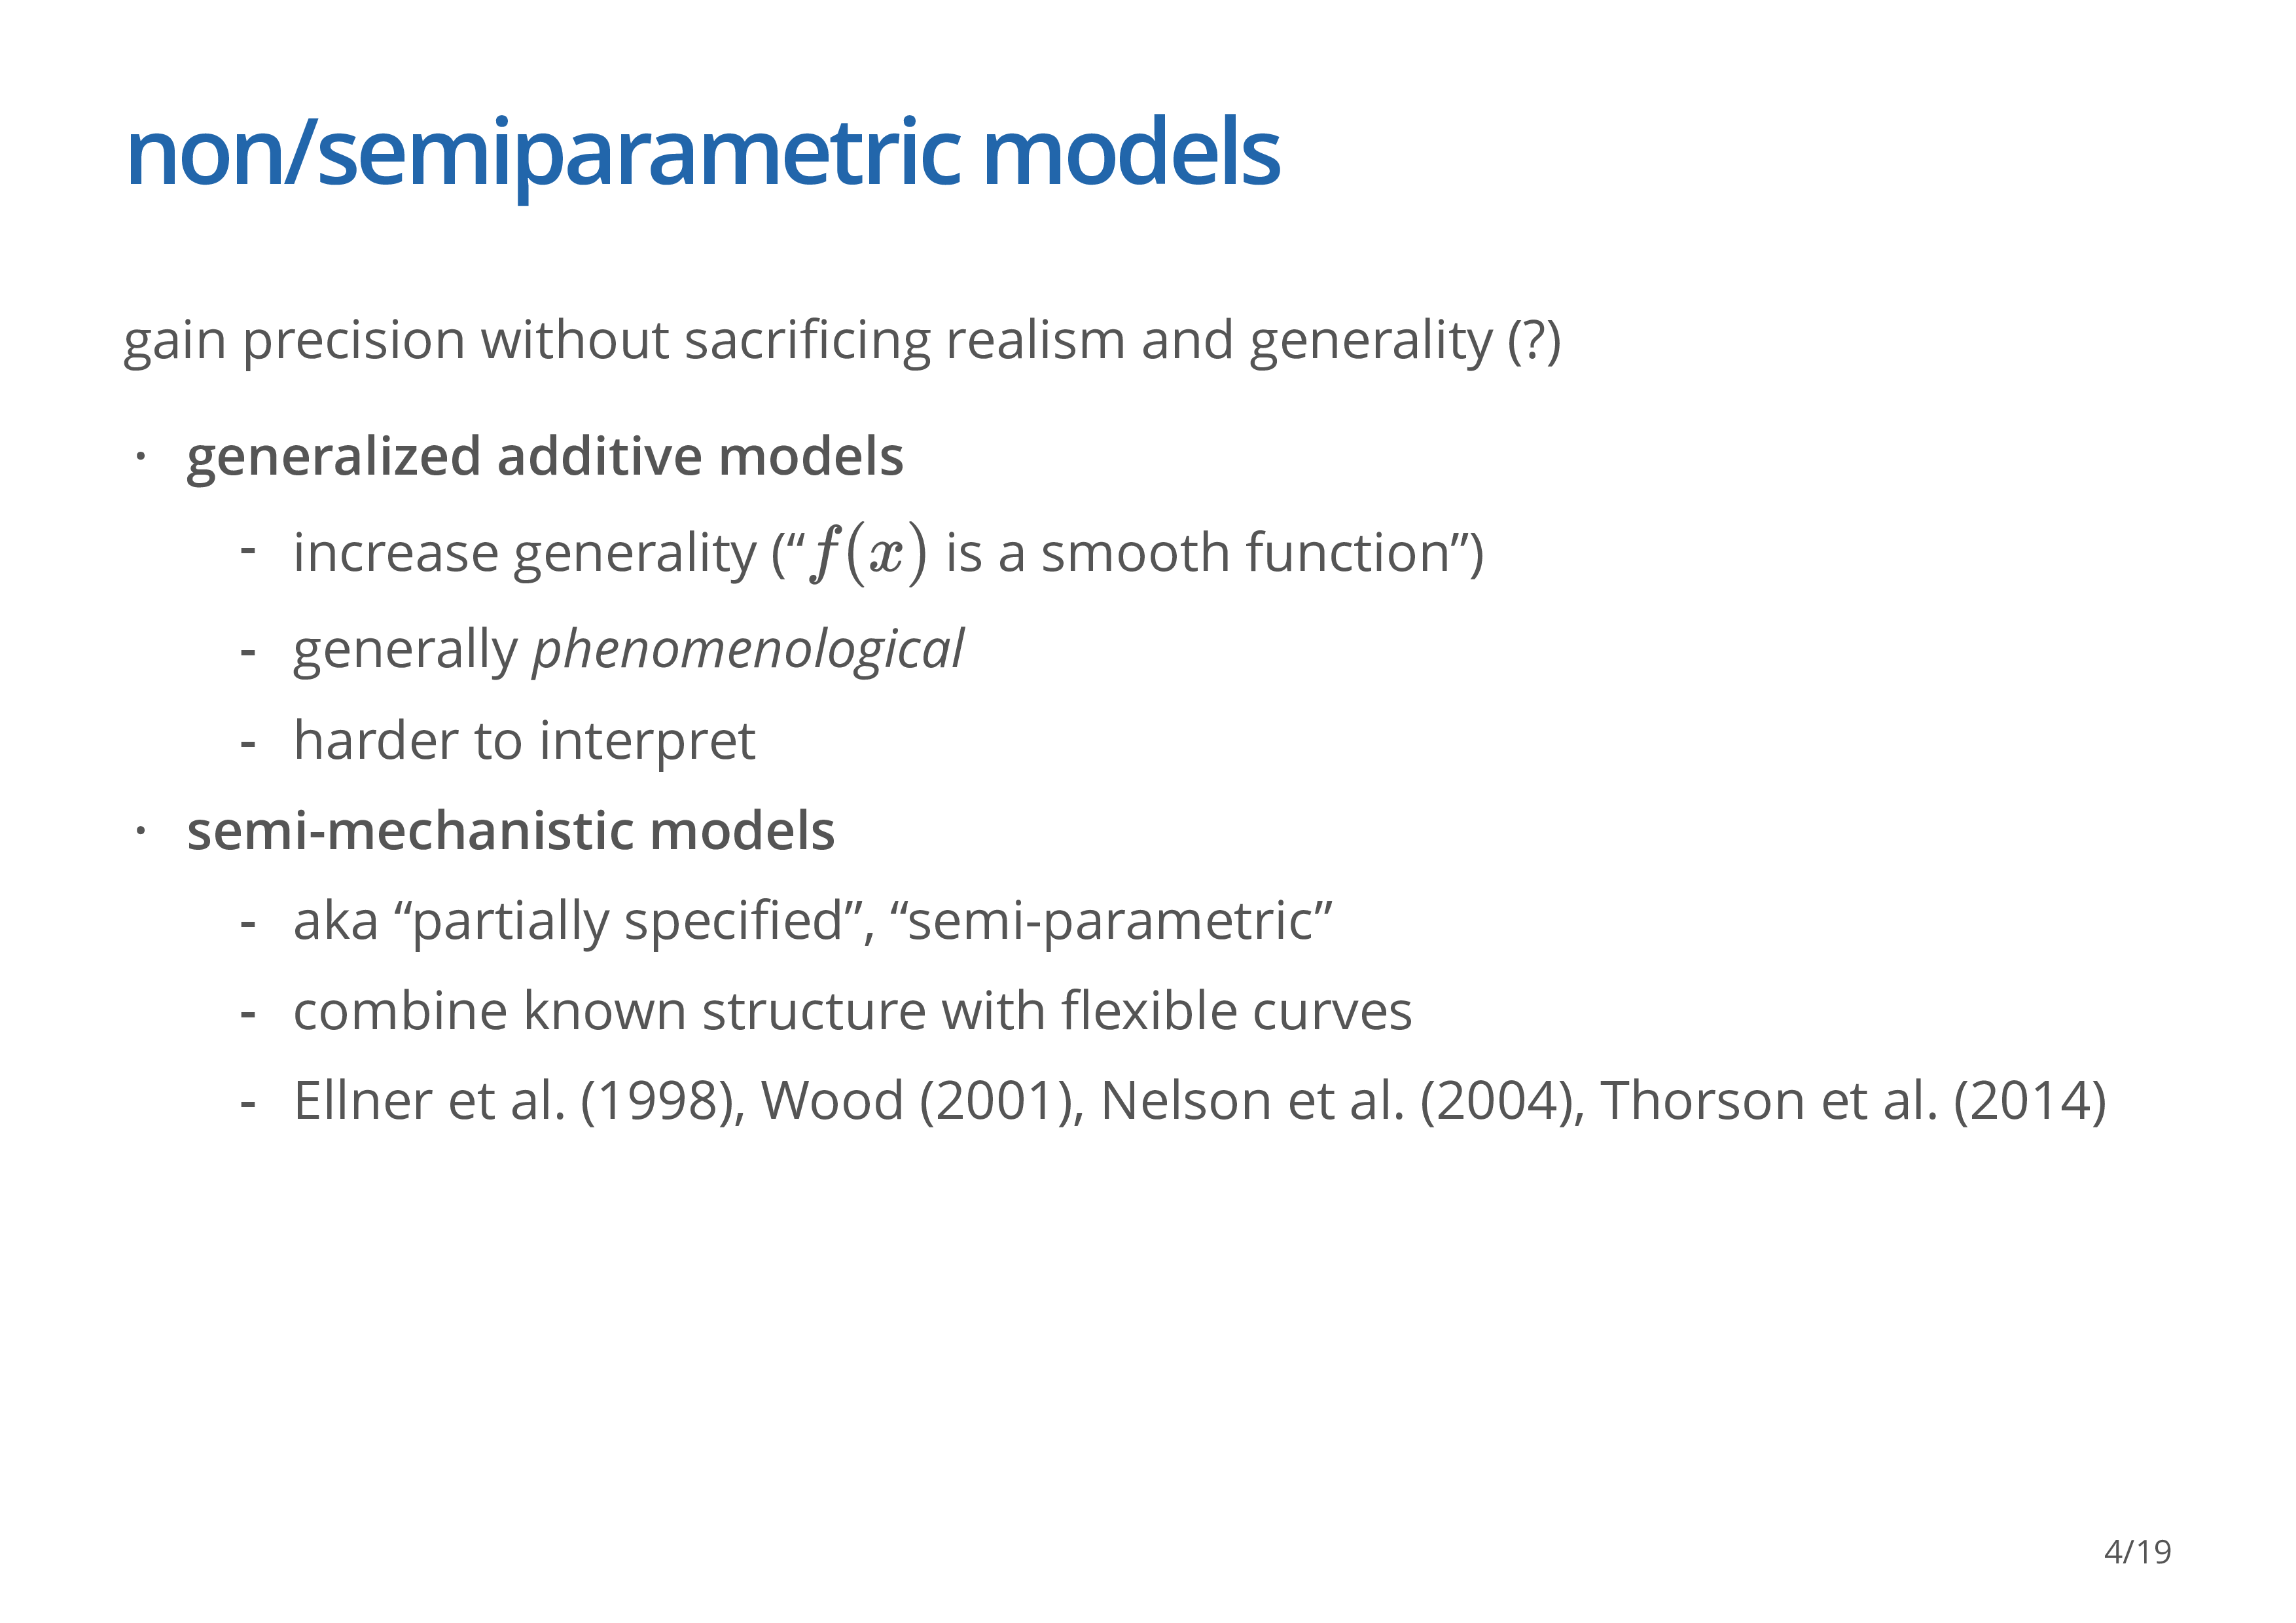 non/semiparametric models
gain precision without sacrificing realism and generality (?)
· generalized additive models
- increase generality (“f(x) is a smooth function”)
- generally phenomenological
- harder to interpret
· semi-mechanistic models
- aka “partially specified”, “semi-parametric”
- combine known structure with flexible curves
- Ellner et al. (1998), Wood (2001), Nelson et al. (2004), Thorson et al. (2014)
4/19